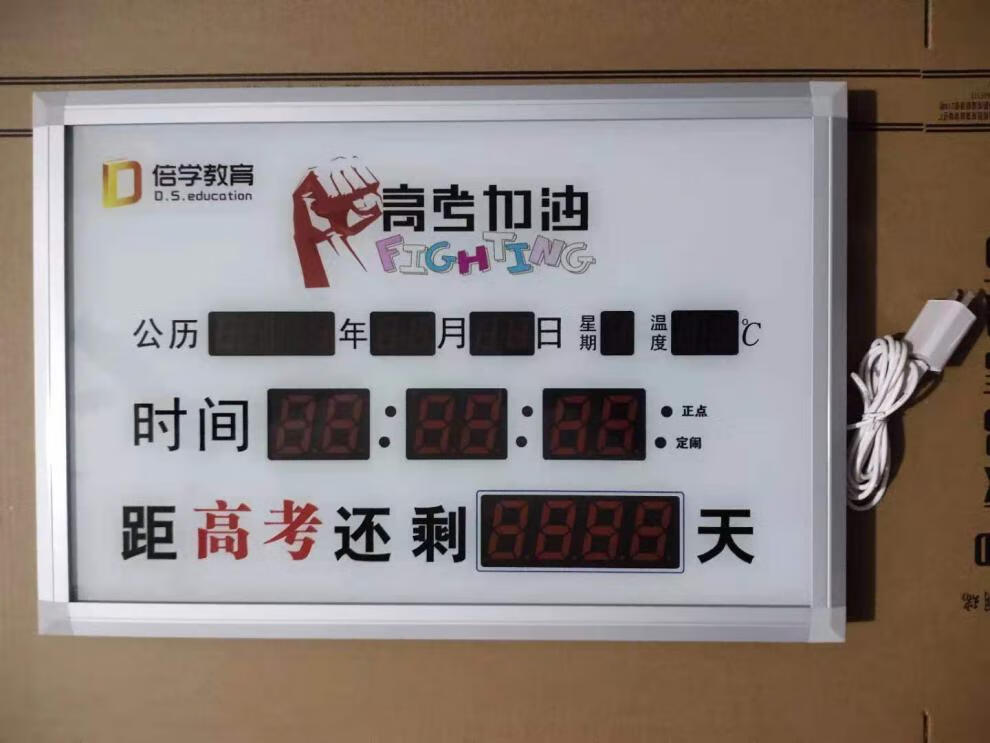 倍学教育
D.S.education
高考加油
FIGHTING
公历 年 月 日 星期 温度 ℃
时间 : : 正点
定闹
距高考还剩 天